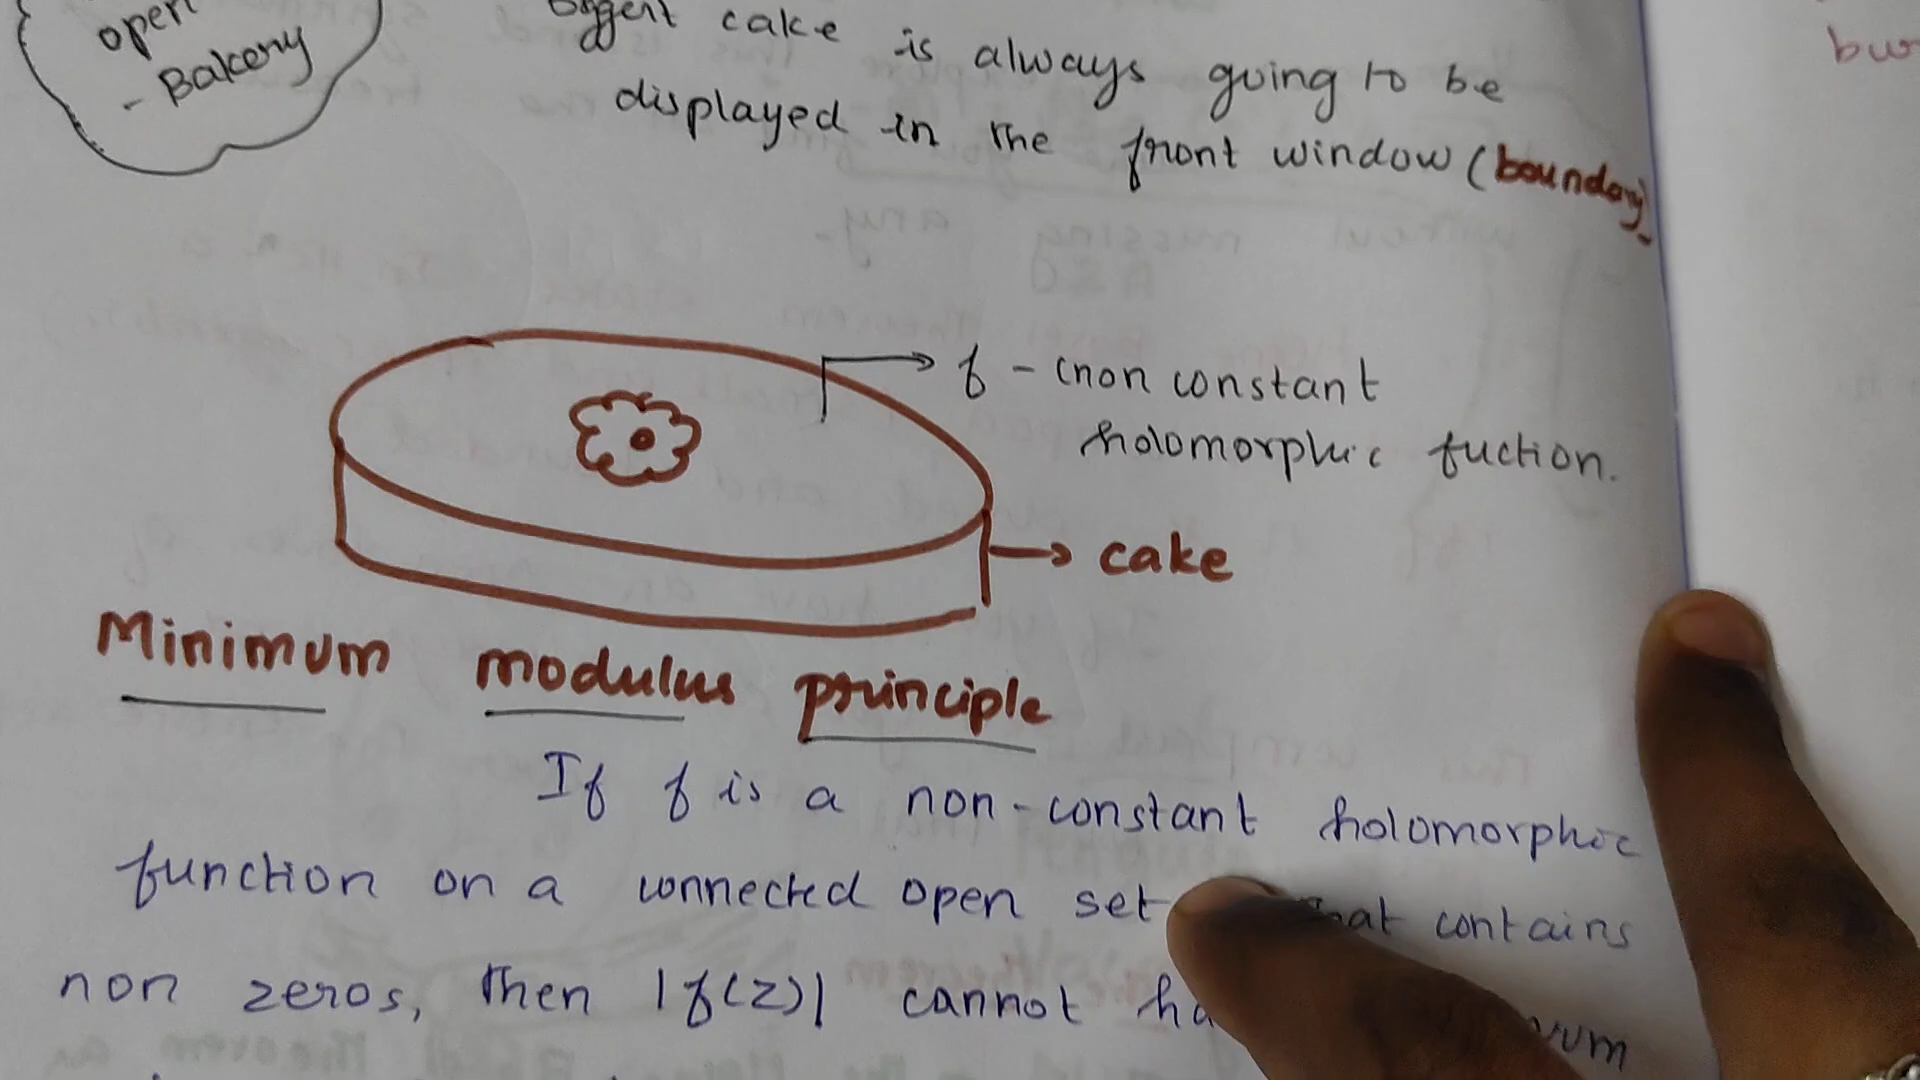 open
- Bakery
Biggest cake is always going to be
displayed in the front window (boundary)
f - (non constant
holomorphic fuction.
cake
Minimum modulus principle
If f is a non-constant holomorphic
function on a connected open set contains
non zeros, then |f(z)| cannot